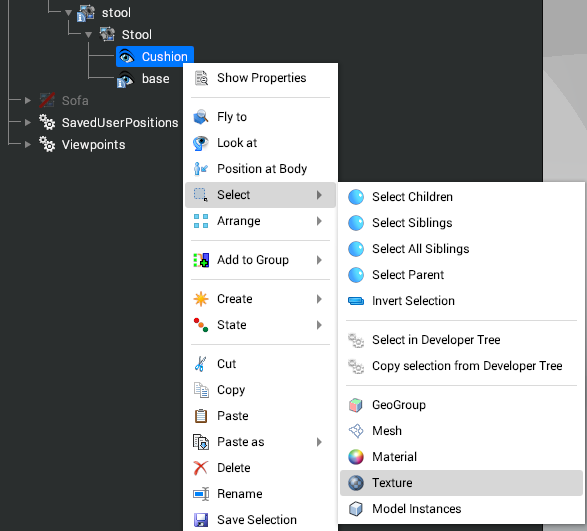 stool
Stool
Cushion
base
Sofa
SavedUserPositions
Viewpoints
Show Properties
Fly to
Look at
Position at Body
Select
Arrange
Add to Group
Create
State
Cut
Copy
Paste
Paste as
Delete
Rename
Save Selection
Select Children
Select Siblings
Select All Siblings
Select Parent
Invert Selection
Select in Developer Tree
Copy selection from Developer Tree
GeoGroup
Mesh
Material
Texture
Model Instances